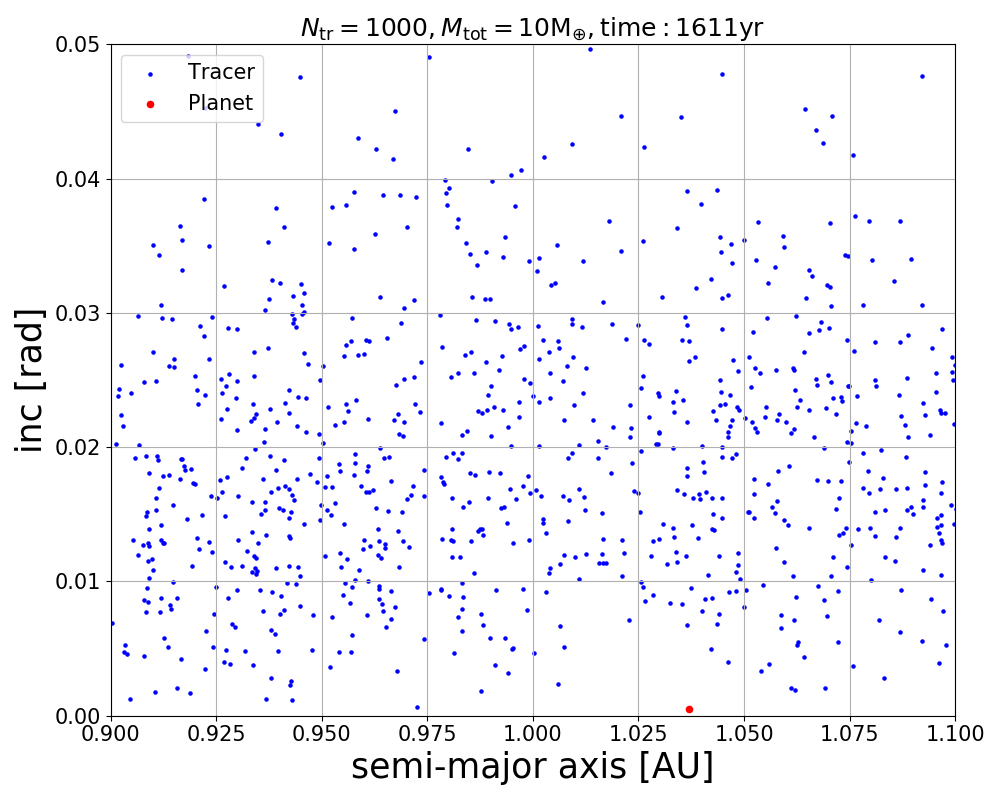 N_tr = 1000, M_tot = 10M_⊕, time : 1611yr
Tracer
Planet
0.05
0.04
0.03
0.02
0.01
0.00
inc [rad]
0.900 0.925 0.950 0.975 1.000 1.025 1.050 1.075 1.100
semi-major axis [AU]